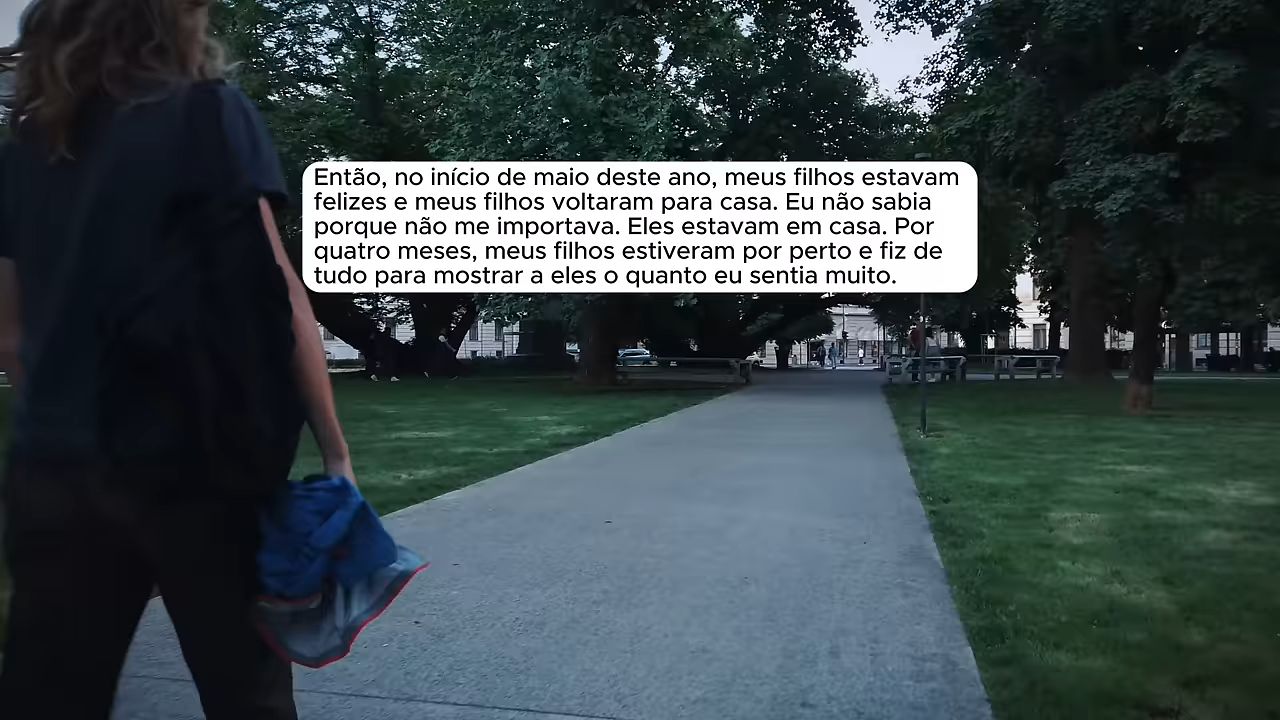 Então, no início de maio deste ano, meus filhos estavam
felizes e meus filhos voltaram para casa. Eu não sabia
porque não me importava. Eles estavam em casa. Por
quatro meses, meus filhos estiveram por perto e fiz de
tudo para mostrar a eles o quanto eu sentia muito.